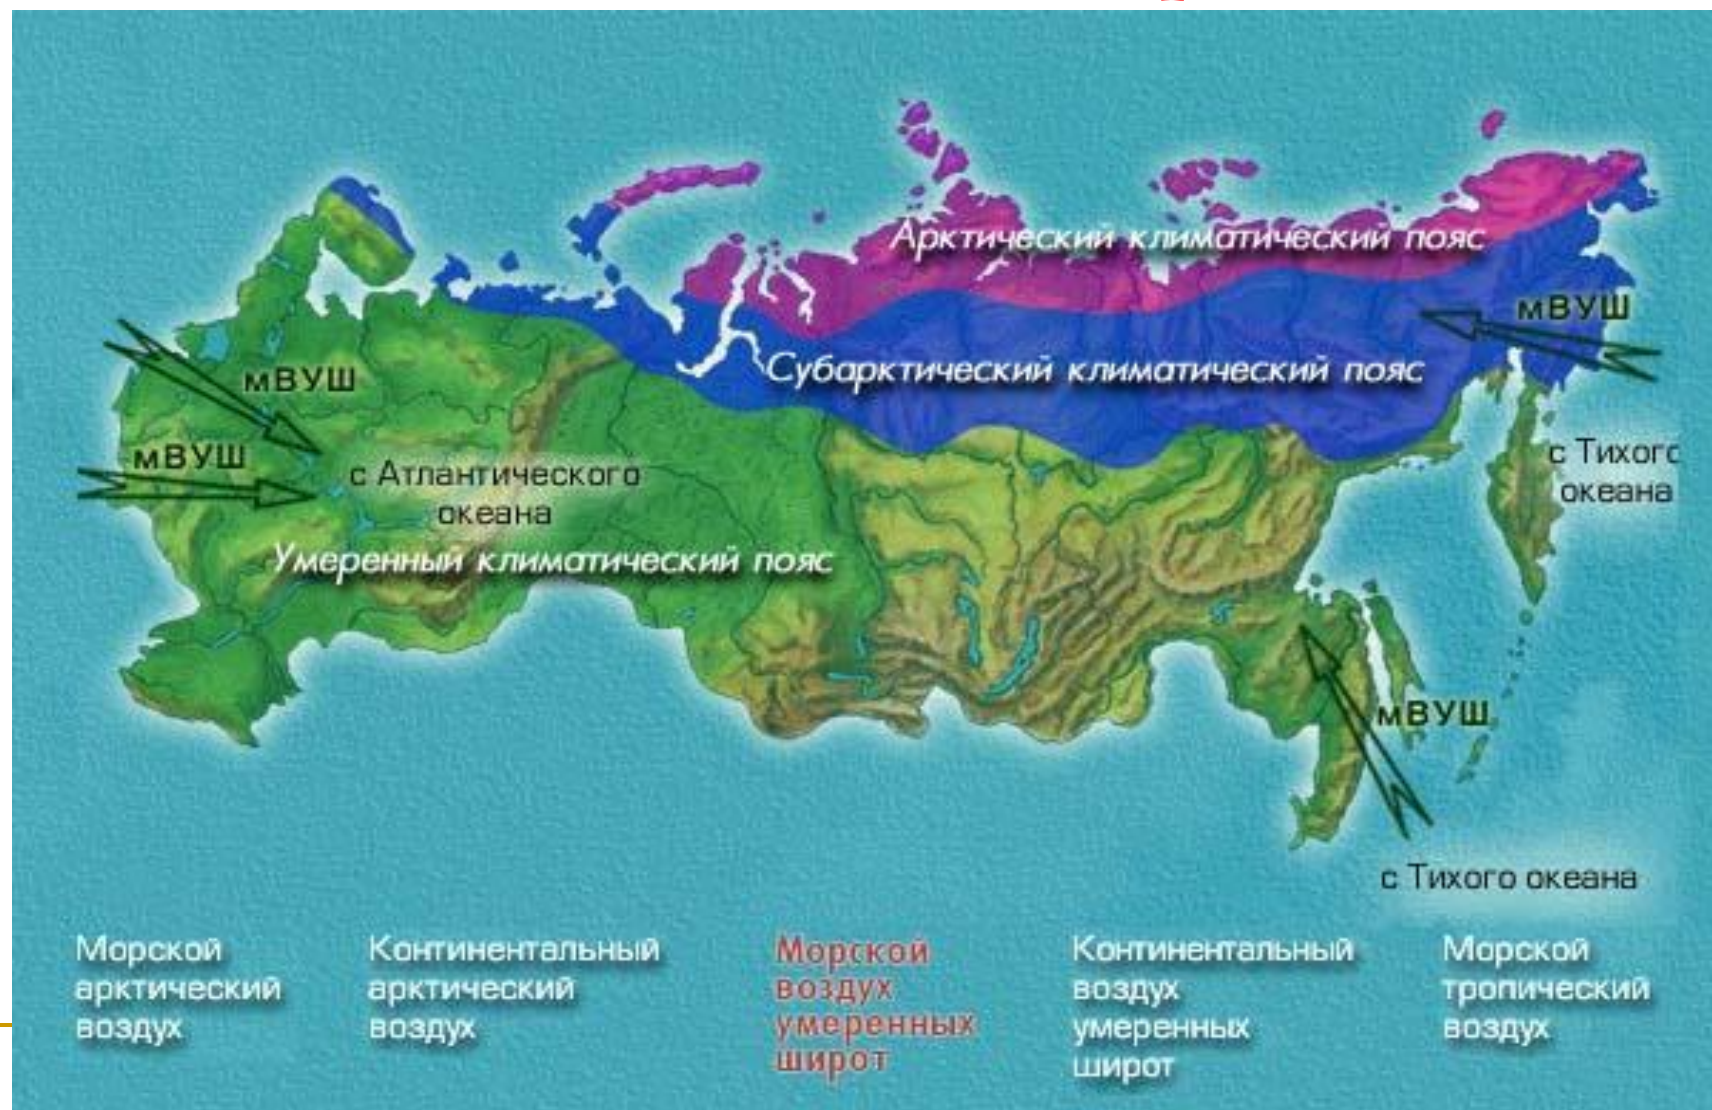 Арктический климатический пояс
мВУШ
Субарктический климатический пояс
мВУШ
мВУШ
с Атлантического
океана
с Тихого
океана
Умеренный климатический пояс
мВУШ
с Тихого океана
Морской
арктический
воздух
Континентальный
арктический
воздух
Морской
воздух
умеренных
широт
Континентальный
воздух
умеренных
широт
Морской
тропический
воздух